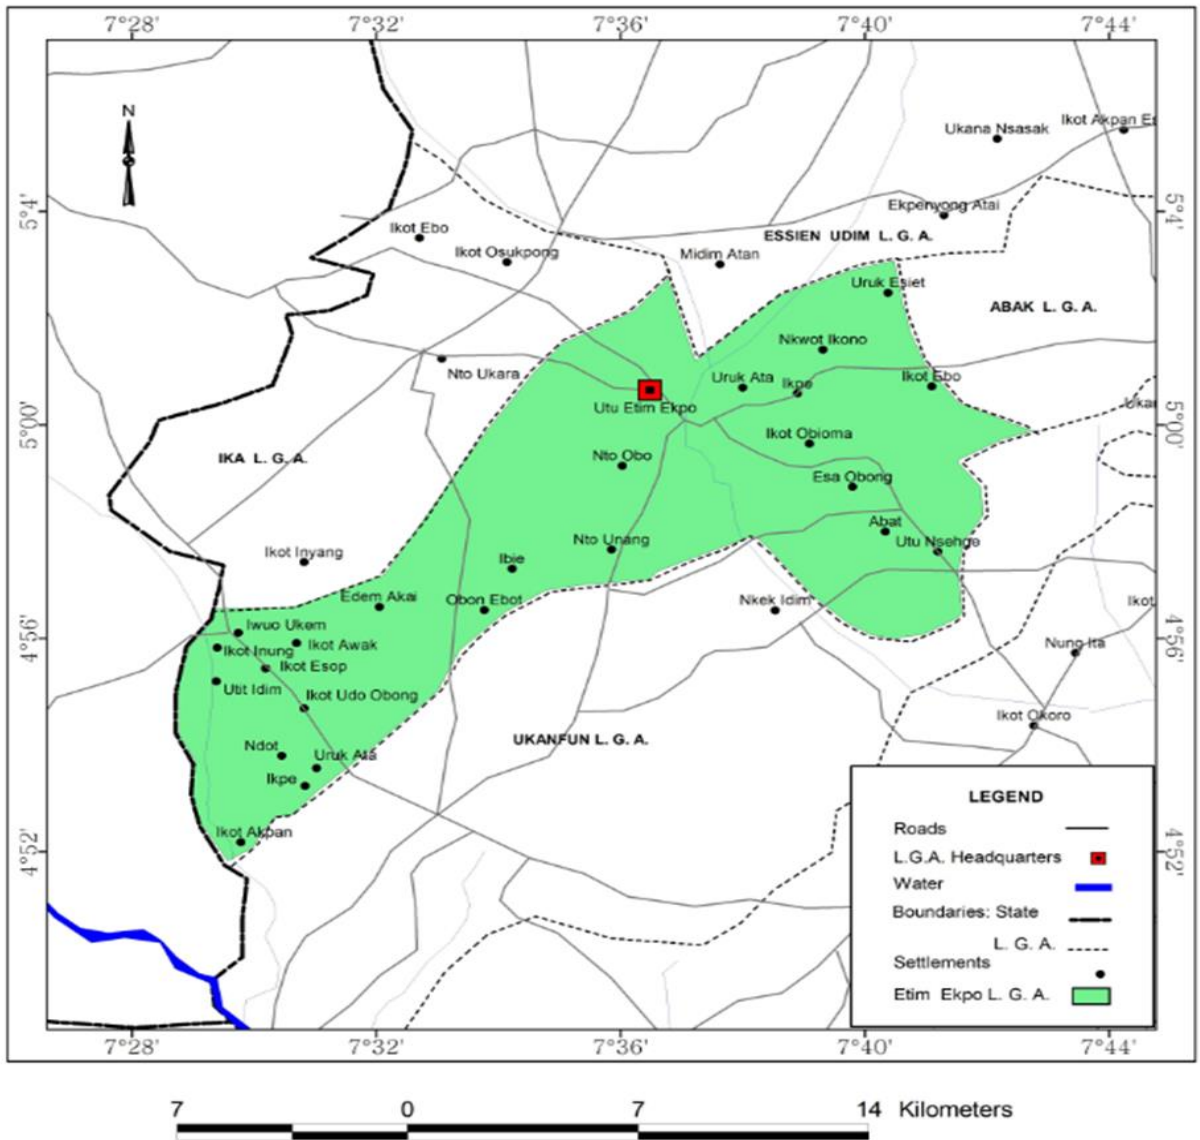 7°28' 7°32' 7°36' 7°40' 7°44'
N
Ikot Akpan E
Ukana Nsasak
5°4' 5°4'
Ekpenyong Atai
Ikot Ebo
ESSIEN UDIM L. G. A.
Ikot Osukpong
Midim Atan
Uruk Esiet
ABAK L. G. A.
Nkwot Ikono
Nto Ukara
Uruk Ata
Ikpe
Ikot Ebo
Utu Etim Ekpo
Ukan
5°00' 5°00'
Ikot Obioma
IKA L. G. A.
Nto Obo
Esa Obong
Abat
Nto Unang
Utu Nsehge
Ikot Inyang
Ibie
Edem Akai
Obon Ebot
Nkek Idim
Ikot
Iwuo Ukem
4°56' 4°56'
Ikot Awak
Ikot Inung
Nung Ita
Ikot Esop
Utit Idim
Ikot Udo Obong
Ikot Okoro
UKANFUN L. G. A.
Ndot
Uruk Ata
Ikpe
Ikot Akpan
4°52' 4°52'
LEGEND
Roads
L.G.A. Headquarters
Water
Boundaries: State
L. G. A.
Settlements
Etim Ekpo L. G. A.
7°28' 7°32' 7°36' 7°40' 7°44'
7 0 7 14 Kilometers